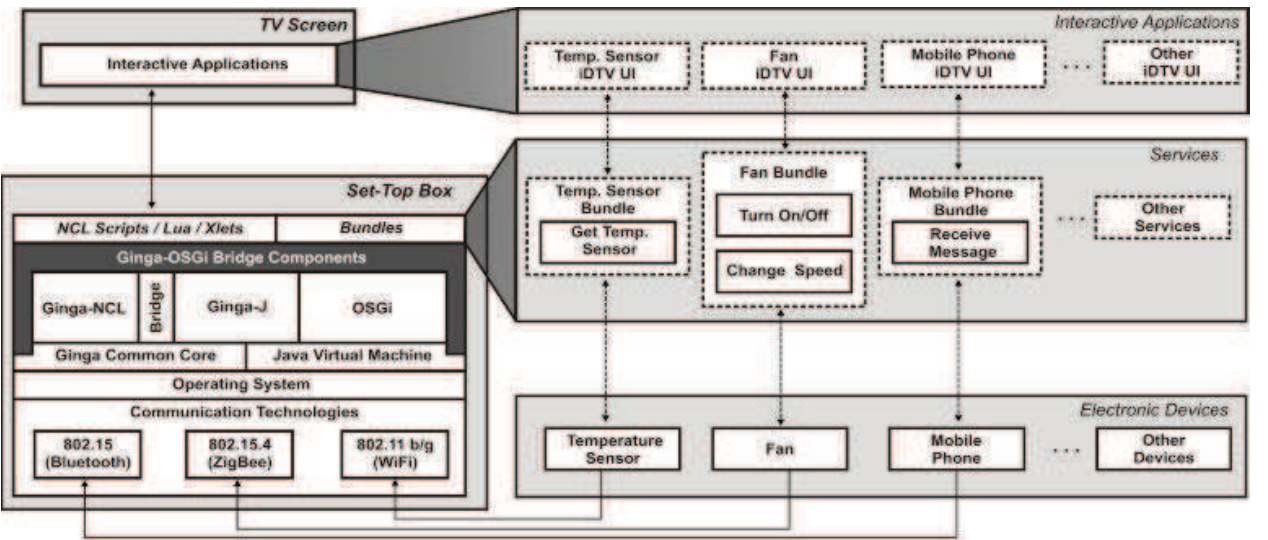 TV Screen
Interactive Applications
Interactive Applications
Temp. Sensor
iDTV UI
Fan
iDTV UI
Mobile Phone
iDTV UI
. . .
Other
iDTV UI
Services
Temp. Sensor
Bundle
Get Temp.
Sensor
Fan Bundle
Turn On/Off
Change Speed
Mobile Phone
Bundle
Receive
Message
. . .
Other
Services
Set-Top Box
NCL Scripts / Lua / Xlets
Bundles
Ginga-OSGi Bridge Components
Ginga-NCL
Bridge
Ginga-J
OSGi
Ginga Common Core
Java Virtual Machine
Operating System
Communication Technologies
802.15
(Bluetooth)
802.15.4
(ZigBee)
802.11 b/g
(WiFi)
Electronic Devices
Temperature
Sensor
Fan
Mobile
Phone
. . .
Other
Devices